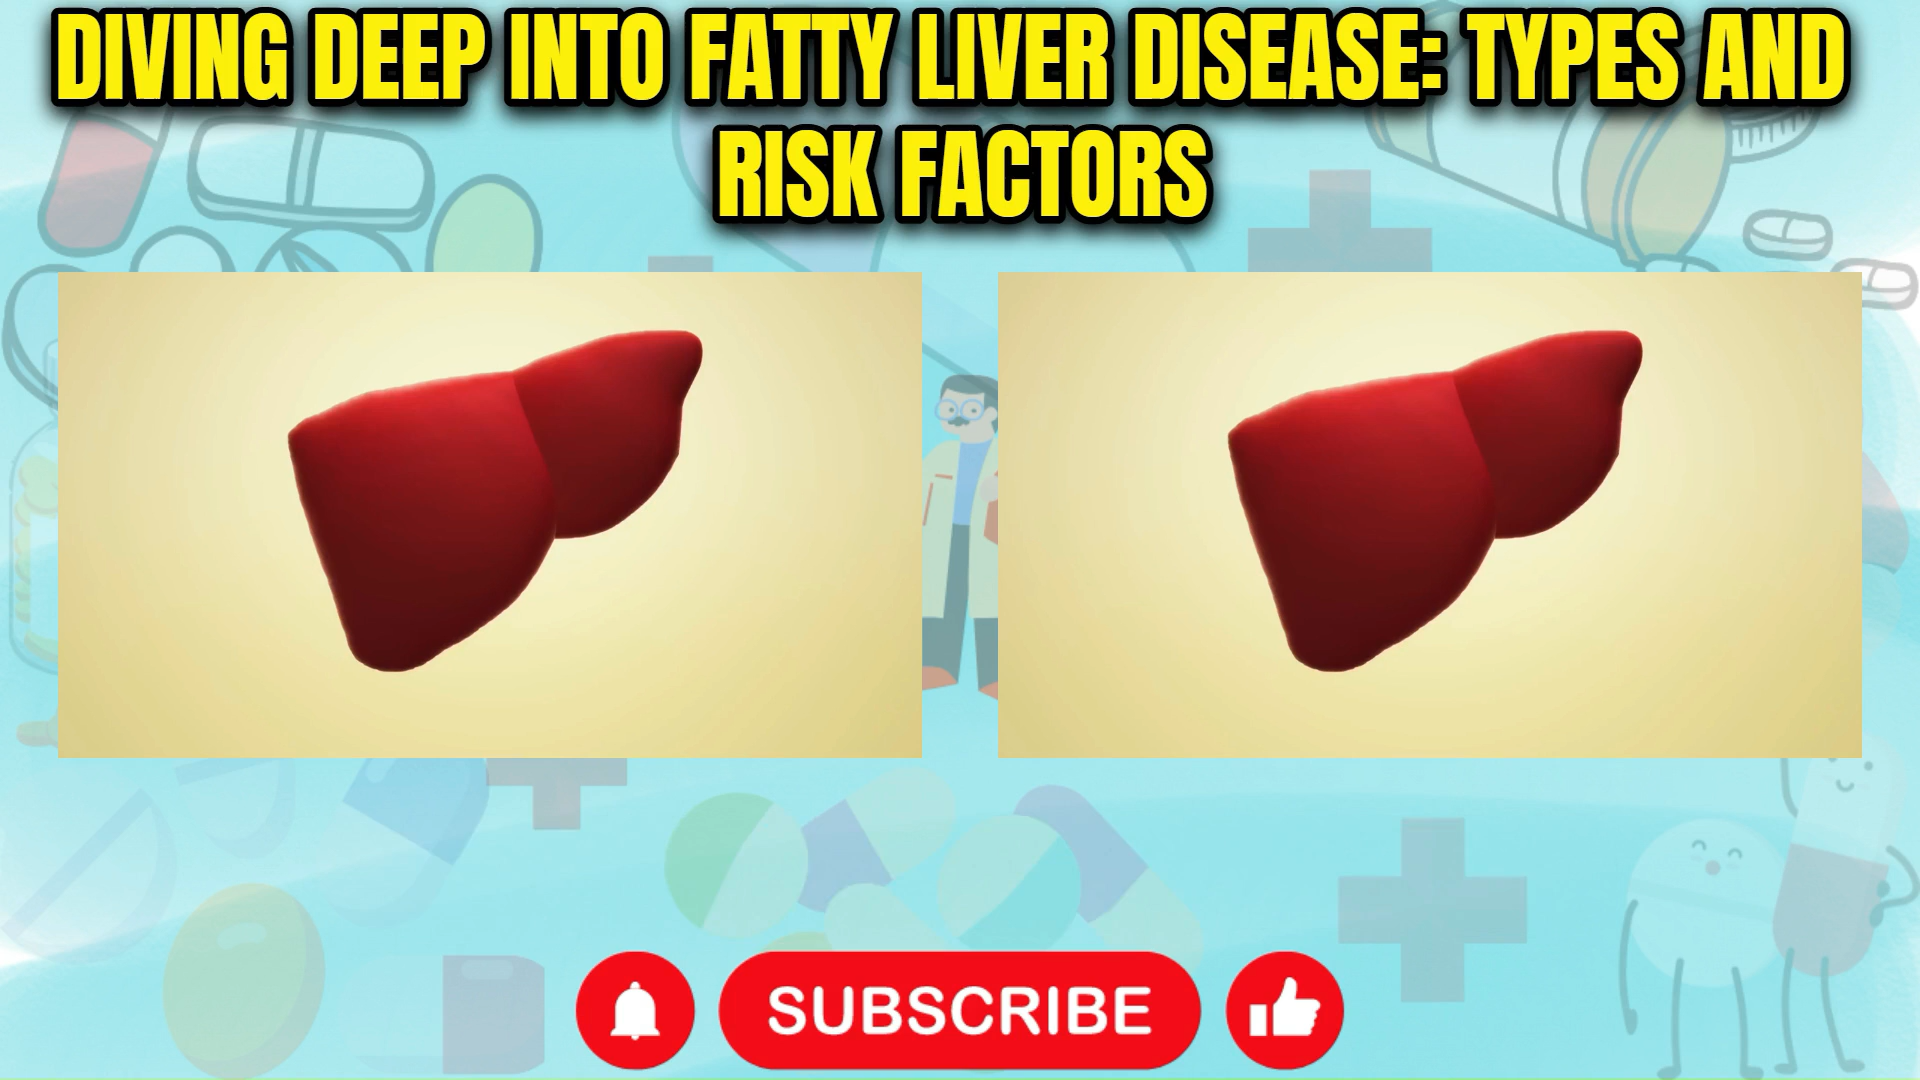 DIVING DEEP INTO FATTY LIVER DISEASE: TYPES AND
RISK FACTORS
SUBSCRIBE